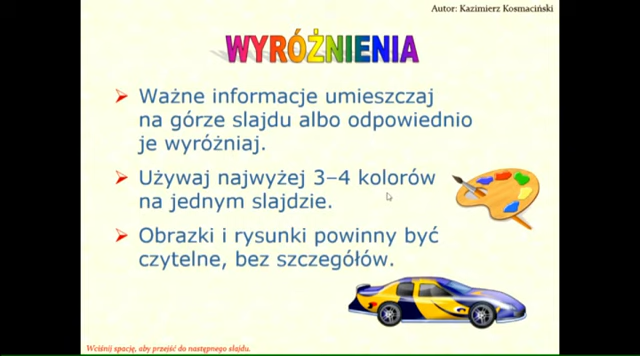 Autor: Kazimierz Kosmaciński
WYRÓŻNIENIA
Ważne informacje umieszczaj
na górze slajdu albo odpowiednio
je wyróżniaj.
Używaj najwyżej 3–4 kolorów
na jednym slajdzie.
Obrazki i rysunki powinny być
czytelne, bez szczegółów.
Wciśnij spację, aby przejść do następnego slajdu.